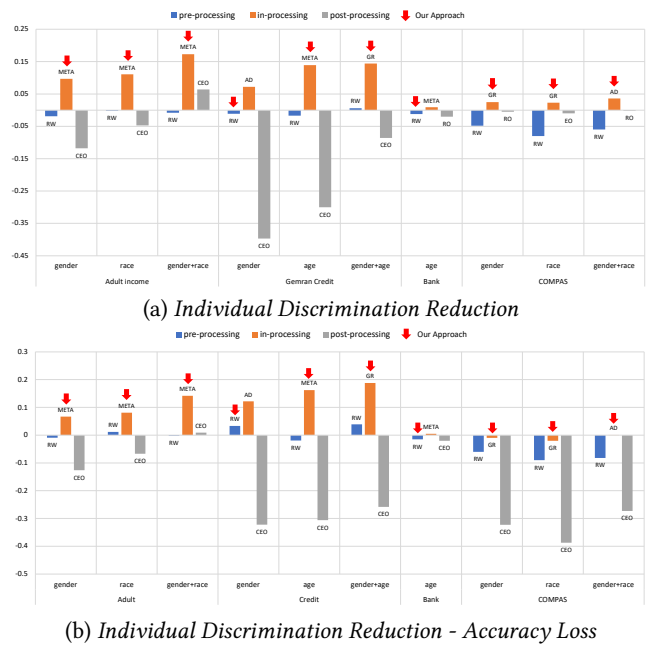 pre-processing in-processing post-processing Our Approach
0.25
0.15
0.05
-0.05
-0.15
-0.25
-0.35
-0.45
RW META CEO
RW META CEO
RW META CEO
RW AD CEO
RW META CEO
RW GR CEO
RW META RO
RW GR RO
RW GR EO
RW AD RO
gender race gender+race gender age gender+age age gender race gender+race
Adult income Gemran Credit Bank COMPAS
(a) Individual Discrimination Reduction
pre-processing in-processing post-processing Our Approach
0.3
0.2
0.1
0
-0.1
-0.2
-0.3
-0.4
-0.5
RW META CEO
RW META CEO
RW META CEO
RW AD CEO
RW META CEO
RW GR CEO
RW META CEO
RW GR CEO
RW GR CEO
RW AD CEO
gender race gender+race gender age gender+age age gender race gender+race
Adult Credit Bank COMPAS
(b) Individual Discrimination Reduction - Accuracy Loss